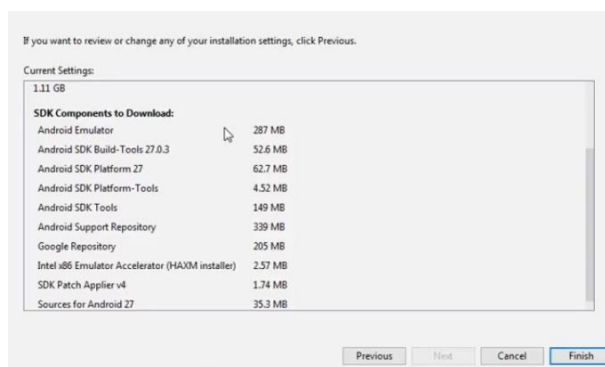 If you want to review or change any of your installation settings, click Previous.
Current Settings:
1.11 GB
SDK Components to Download:
Android Emulator 287 MB
Android SDK Build-Tools 27.0.3 52.6 MB
Android SDK Platform 27 62.7 MB
Android SDK Platform-Tools 4.52 MB
Android SDK Tools 149 MB
Android Support Repository 339 MB
Google Repository 205 MB
Intel x86 Emulator Accelerator (HAXM installer) 2.57 MB
SDK Patch Applier v4 1.74 MB
Sources for Android 27 35.3 MB
Previous Next Cancel Finish